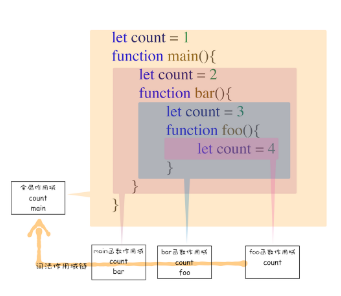 let count = 1
function main(){
let count = 2
function bar(){
let count = 3
function foo(){
let count = 4
}
}
}
全局作用域
count
main
词法作用域链
main函数作用域
count
bar
bar函数作用域
count
foo
foo函数作用域
count